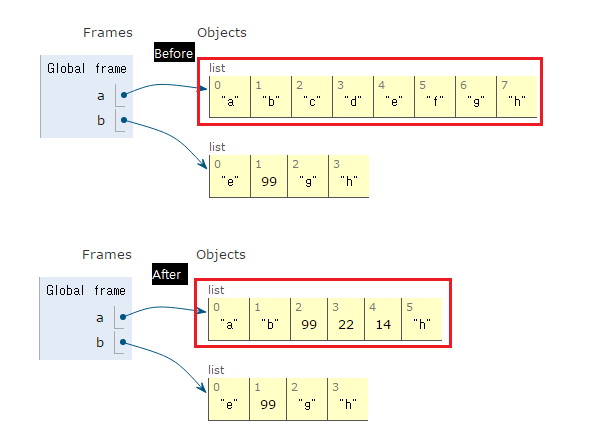 Frames Objects
Before
Global frame list
0 1 2 3 4 5 6 7
a "a" "b" "c" "d" "e" "f" "g" "h"
b
list
0 1 2 3
"e" 99 "g" "h"
Frames Objects
After
Global frame list
0 1 2 3 4 5
a "a" "b" 99 22 14 "h"
b
list
0 1 2 3
"e" 99 "g" "h"